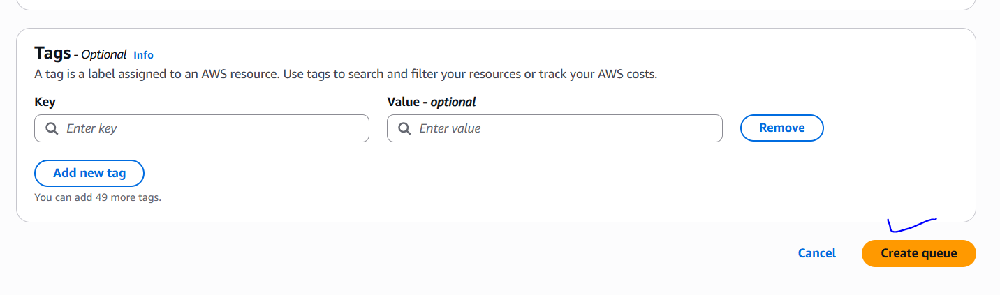 Tags - Optional Info
A tag is a label assigned to an AWS resource. Use tags to search and filter your resources or track your AWS costs.
Key Value - optional
Enter key Enter value Remove
Add new tag
You can add 49 more tags.
Cancel Create queue